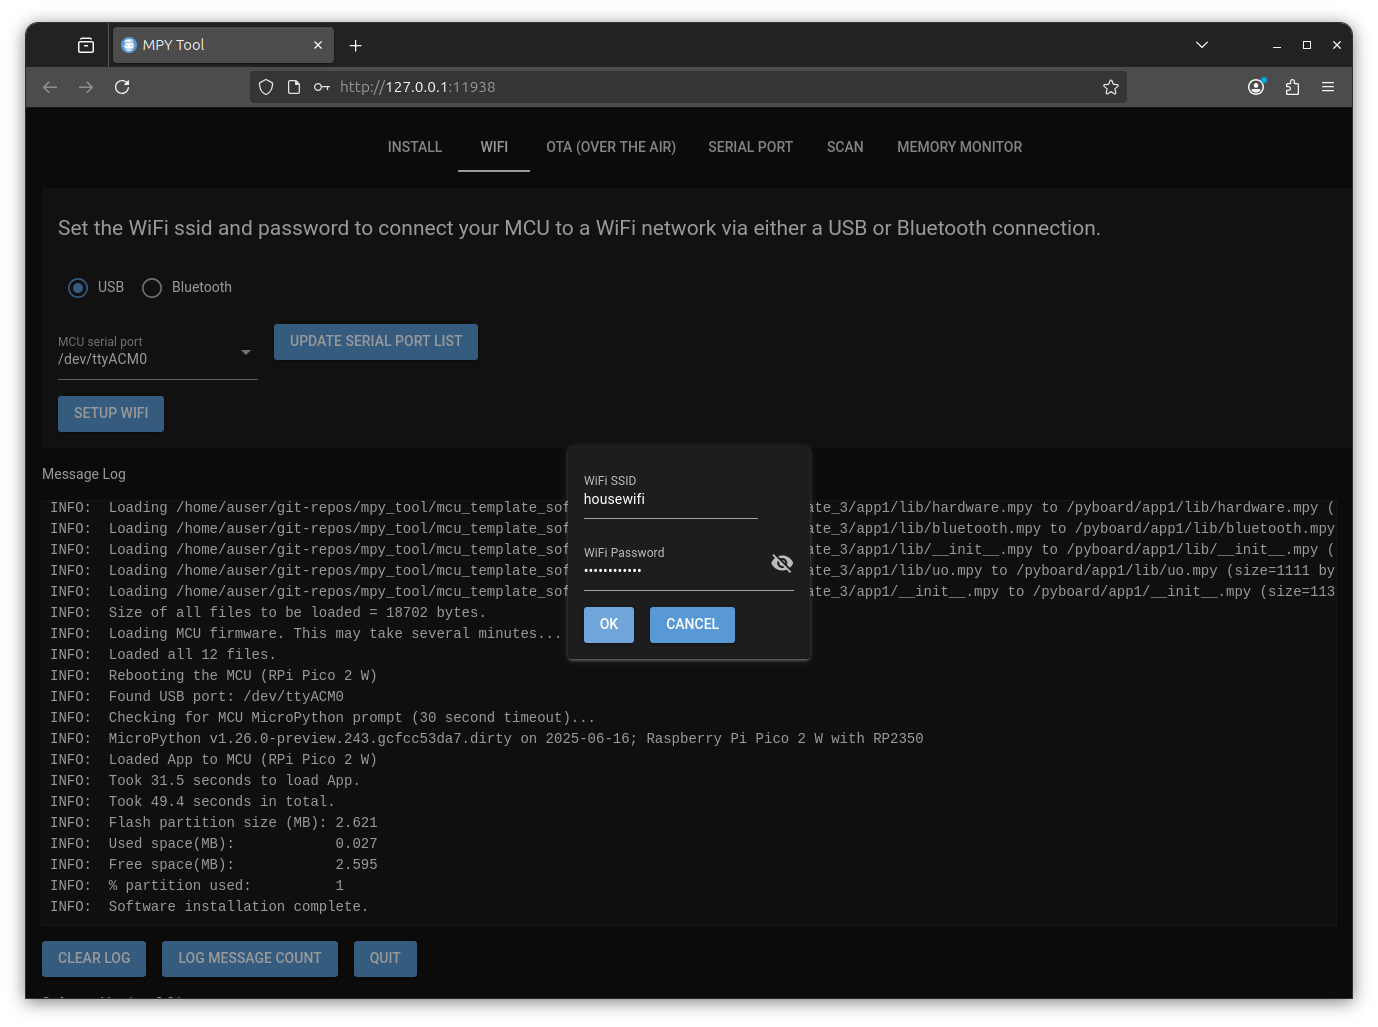 MPY Tool
http://127.0.0.1:11938
INSTALL WIFI OTA (OVER THE AIR) SERIAL PORT SCAN MEMORY MONITOR
Set the WiFi ssid and password to connect your MCU to a WiFi network via either a USB or Bluetooth connection.
USB Bluetooth
MCU serial port
/dev/ttyACM0
UPDATE SERIAL PORT LIST
SETUP WIFI
WiFi SSID
housewifi
WiFi Password
••••••••••••
OK CANCEL
Message Log
INFO: Loading /home/auser/git-repos/mpy_tool/mcu_template_sof ate_3/app1/lib/hardware.mpy to /pyboard/app1/lib/hardware.mpy (
INFO: Loading /home/auser/git-repos/mpy_tool/mcu_template_sof ate_3/app1/lib/bluetooth.mpy to /pyboard/app1/lib/bluetooth.mpy
INFO: Loading /home/auser/git-repos/mpy_tool/mcu_template_sof ate_3/app1/lib/__init__.mpy to /pyboard/app1/lib/__init__.mpy (
INFO: Loading /home/auser/git-repos/mpy_tool/mcu_template_sof ate_3/app1/lib/uo.mpy to /pyboard/app1/lib/uo.mpy (size=1111 by
INFO: Loading /home/auser/git-repos/mpy_tool/mcu_template_sof ate_3/app1/__init__.mpy to /pyboard/app1/__init__.mpy (size=113
INFO: Size of all files to be loaded = 18702 bytes.
INFO: Loading MCU firmware. This may take several minutes...
INFO: Loaded all 12 files.
INFO: Rebooting the MCU (RPi Pico 2 W)
INFO: Found USB port: /dev/ttyACM0
INFO: Checking for MCU MicroPython prompt (30 second timeout)...
INFO: MicroPython v1.26.0-preview.243.gcfcc53da7.dirty on 2025-06-16; Raspberry Pi Pico 2 W with RP2350
INFO: Loaded App to MCU (RPi Pico 2 W)
INFO: Took 31.5 seconds to load App.
INFO: Took 49.4 seconds in total.
INFO: Flash partition size (MB): 2.621
INFO: Used space(MB): 0.027
INFO: Free space(MB): 2.595
INFO: % partition used: 1
INFO: Software installation complete.
CLEAR LOG LOG MESSAGE COUNT QUIT